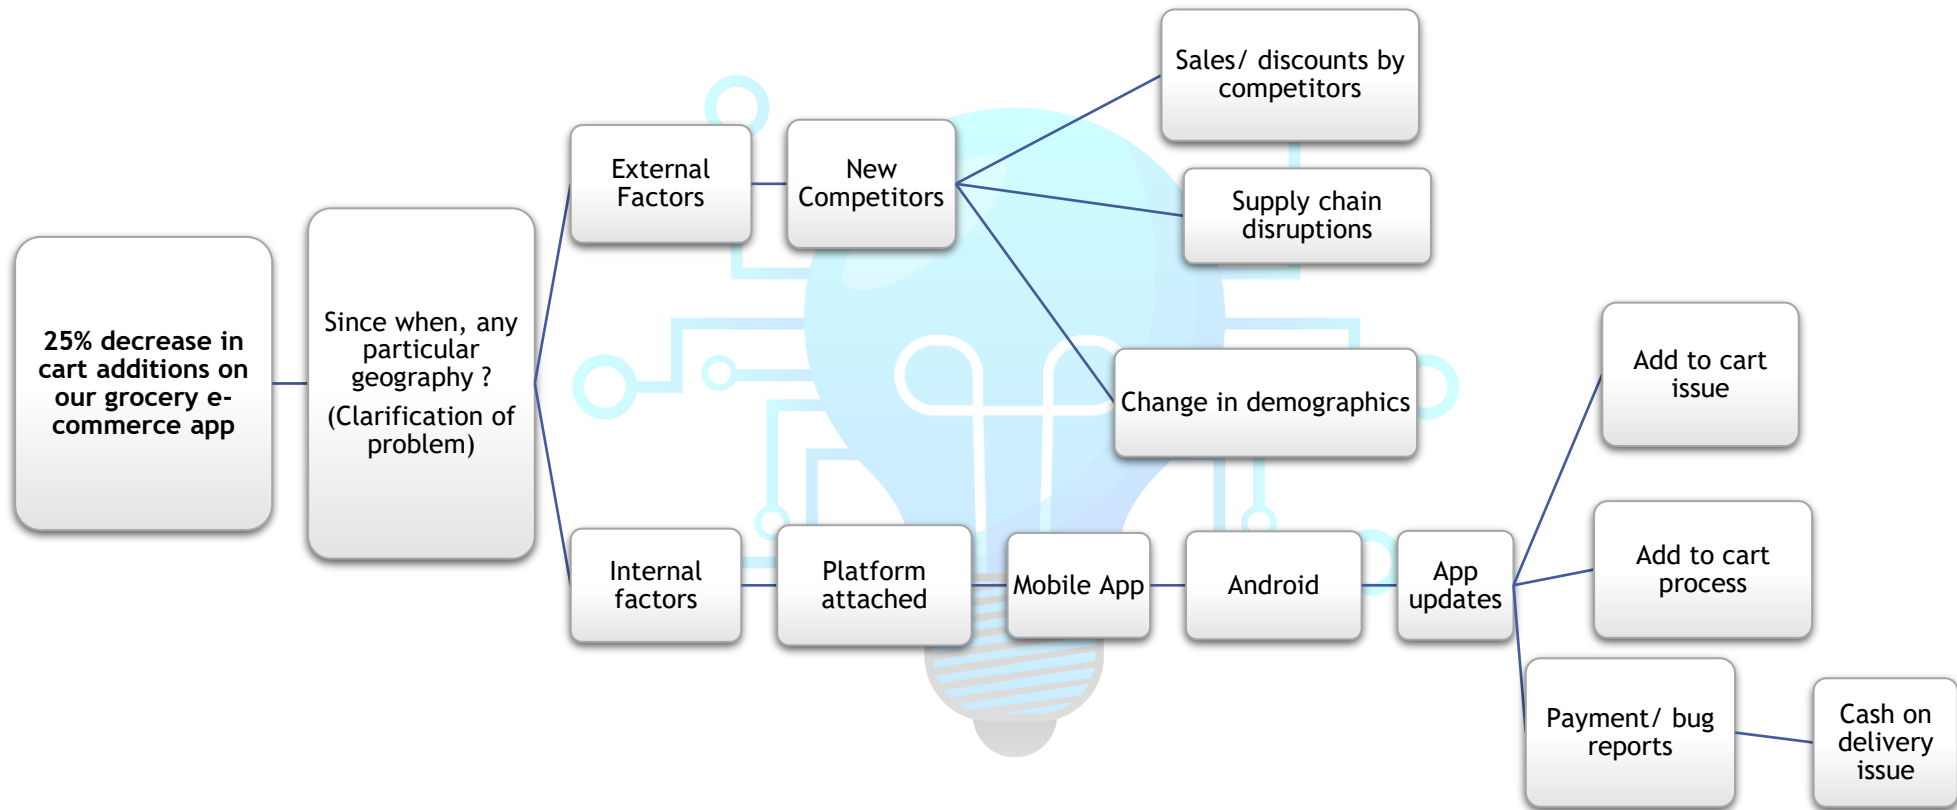 25% decrease in
cart additions on
our grocery e-
commerce app
Since when, any
particular
geography ?
(Clarification of
problem)
External
Factors
New
Competitors
Sales/ discounts by
competitors
Supply chain
disruptions
Change in demographics
Internal
factors
Platform
attached
Mobile App
Android
App
updates
Add to cart
issue
Add to cart
process
Payment/ bug
reports
Cash on
delivery
issue